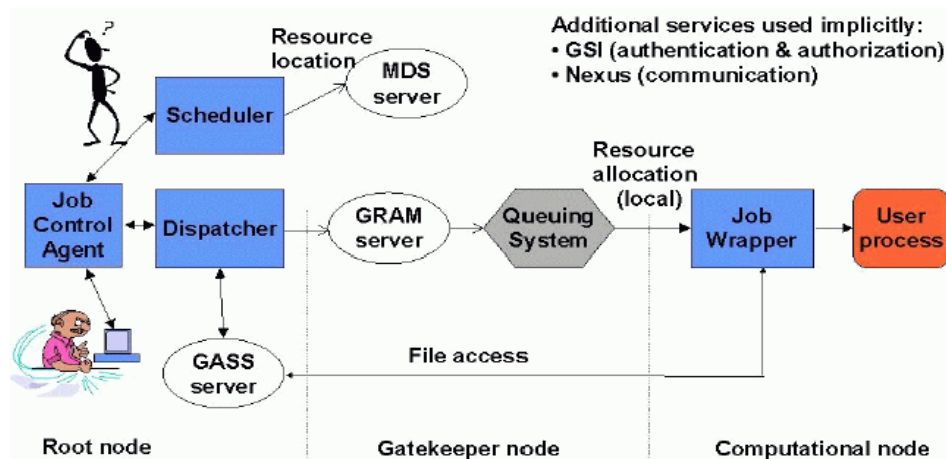 ?
Additional services used implicitly:
• GSI (authentication & authorization)
• Nexus (communication)
Resource
location
MDS
server
Scheduler
Resource
allocation
(local)
Job
Control
Agent
Dispatcher
GRAM
server
Queuing
System
Job
Wrapper
User
process
GASS
server
File access
Root node
Gatekeeper node
Computational node